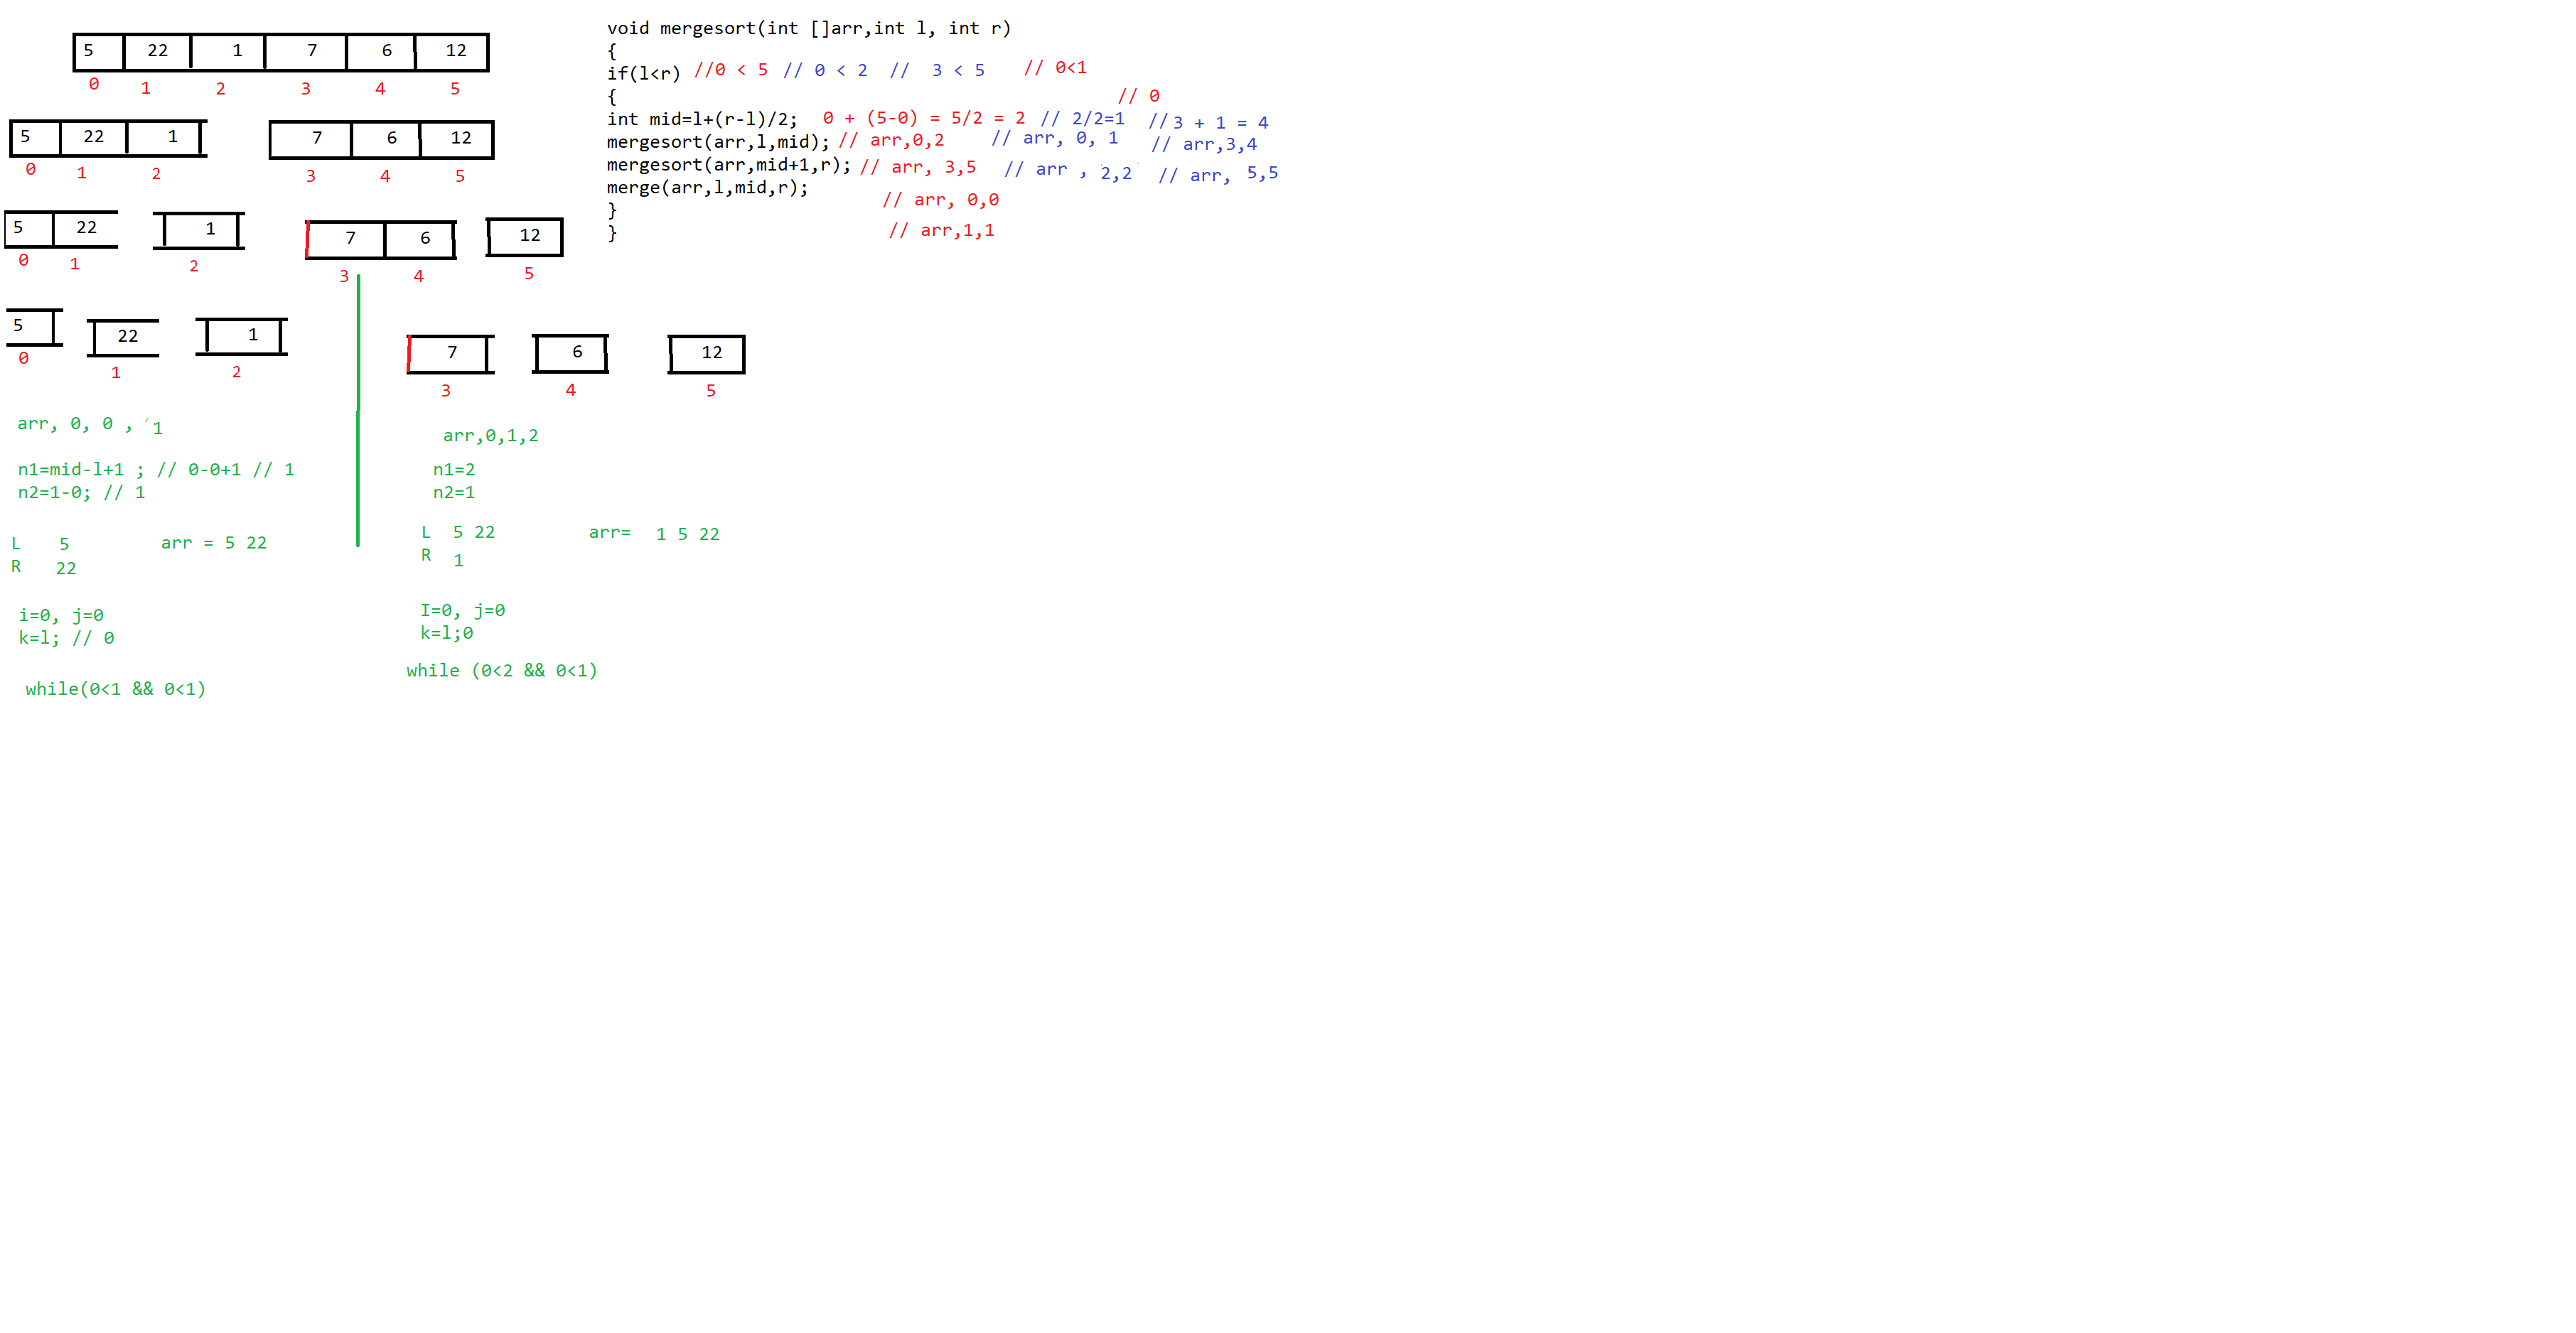 5 22 1 7 6 12
0 1 2 3 4 5
5 22 1 7 6 12
0 1 2 3 4 5
5 22 1 7 6 12
0 1 2 3 4 5
5 22 1 7 6 12
0 1 2 3 4 5
void mergesort(int []arr,int l, int r)
{
if(l<r) //0 < 5 // 0 < 2 // 3 < 5 // 0<1
{ // 0
int mid=l+(r-l)/2; 0 + (5-0) = 5/2 = 2 // 2/2=1 // 3 + 1 = 4
mergesort(arr,l,mid); // arr,0,2 // arr, 0, 1 // arr,3,4
mergesort(arr,mid+1,r); // arr, 3,5 // arr , 2,2 // arr, 5,5
merge(arr,l,mid,r); // arr, 0,0
}
} // arr,1,1
arr, 0, 0 , 1
n1=mid-l+1 ; // 0-0+1 // 1
n2=1-0; // 1
L 5 arr = 5 22
R 22
i=0, j=0
k=l; // 0
while(0<1 && 0<1)
arr,0,1,2
n1=2
n2=1
L 5 22 arr= 1 5 22
R 1
I=0, j=0
k=l;0
while (0<2 && 0<1)